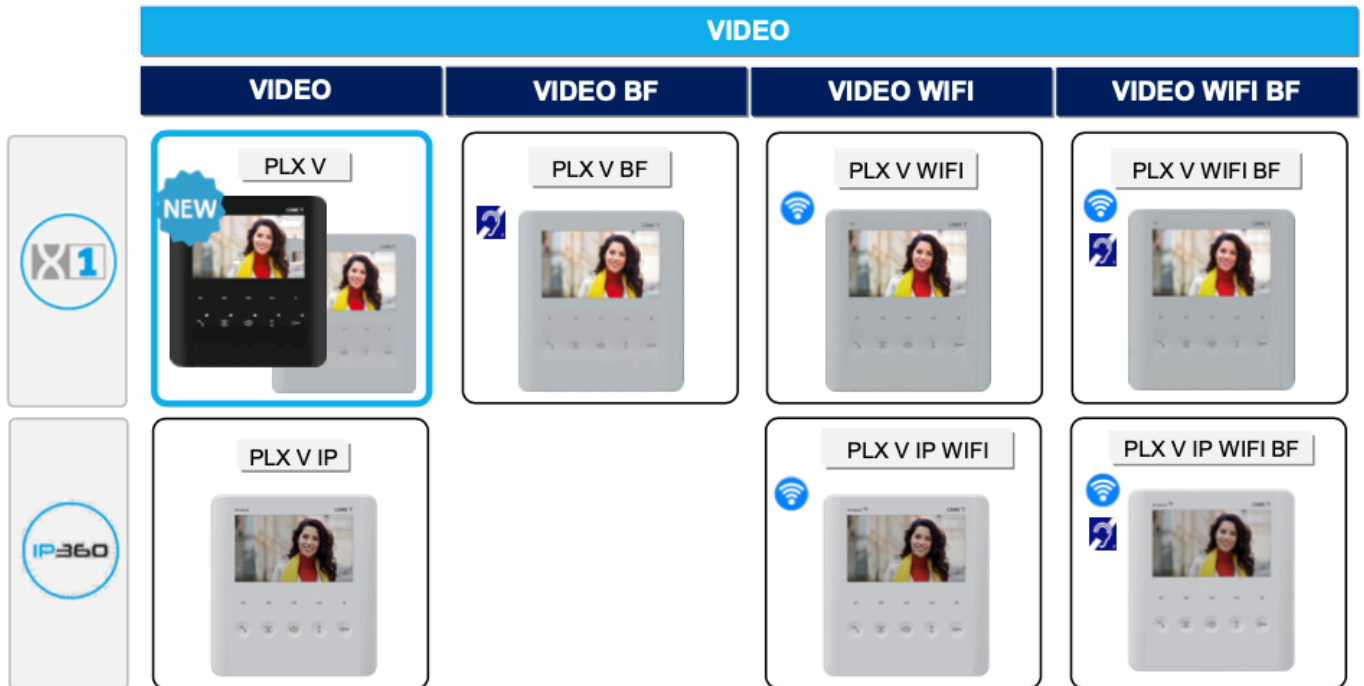 VIDEO
VIDEO
VIDEO BF
VIDEO WIFI
VIDEO WIFI BF
X1
PLX V
NEW
PLX V BF
PLX V WIFI
PLX V WIFI BF
IP360
PLX V IP
PLX V IP WIFI
PLX V IP WIFI BF